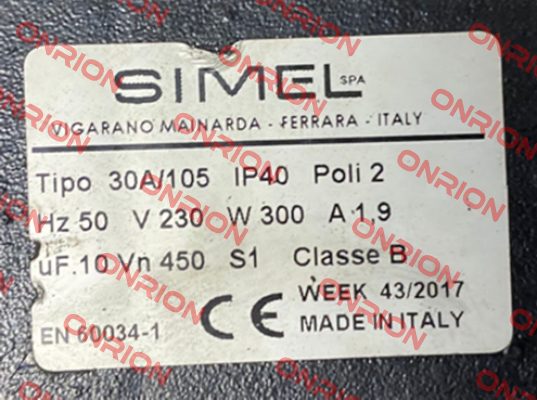 SIMEL SPA
VIGARANO MAINARDA - FERRARA - ITALY
Tipo 30A/105 IP40 Poli 2
Hz 50 V 230 W 300 A 1,9
uF.10 Vn 450 S1 Classe B
WEEK 43/2017
EN 60034-1 CE MADE IN ITALY
ONRION